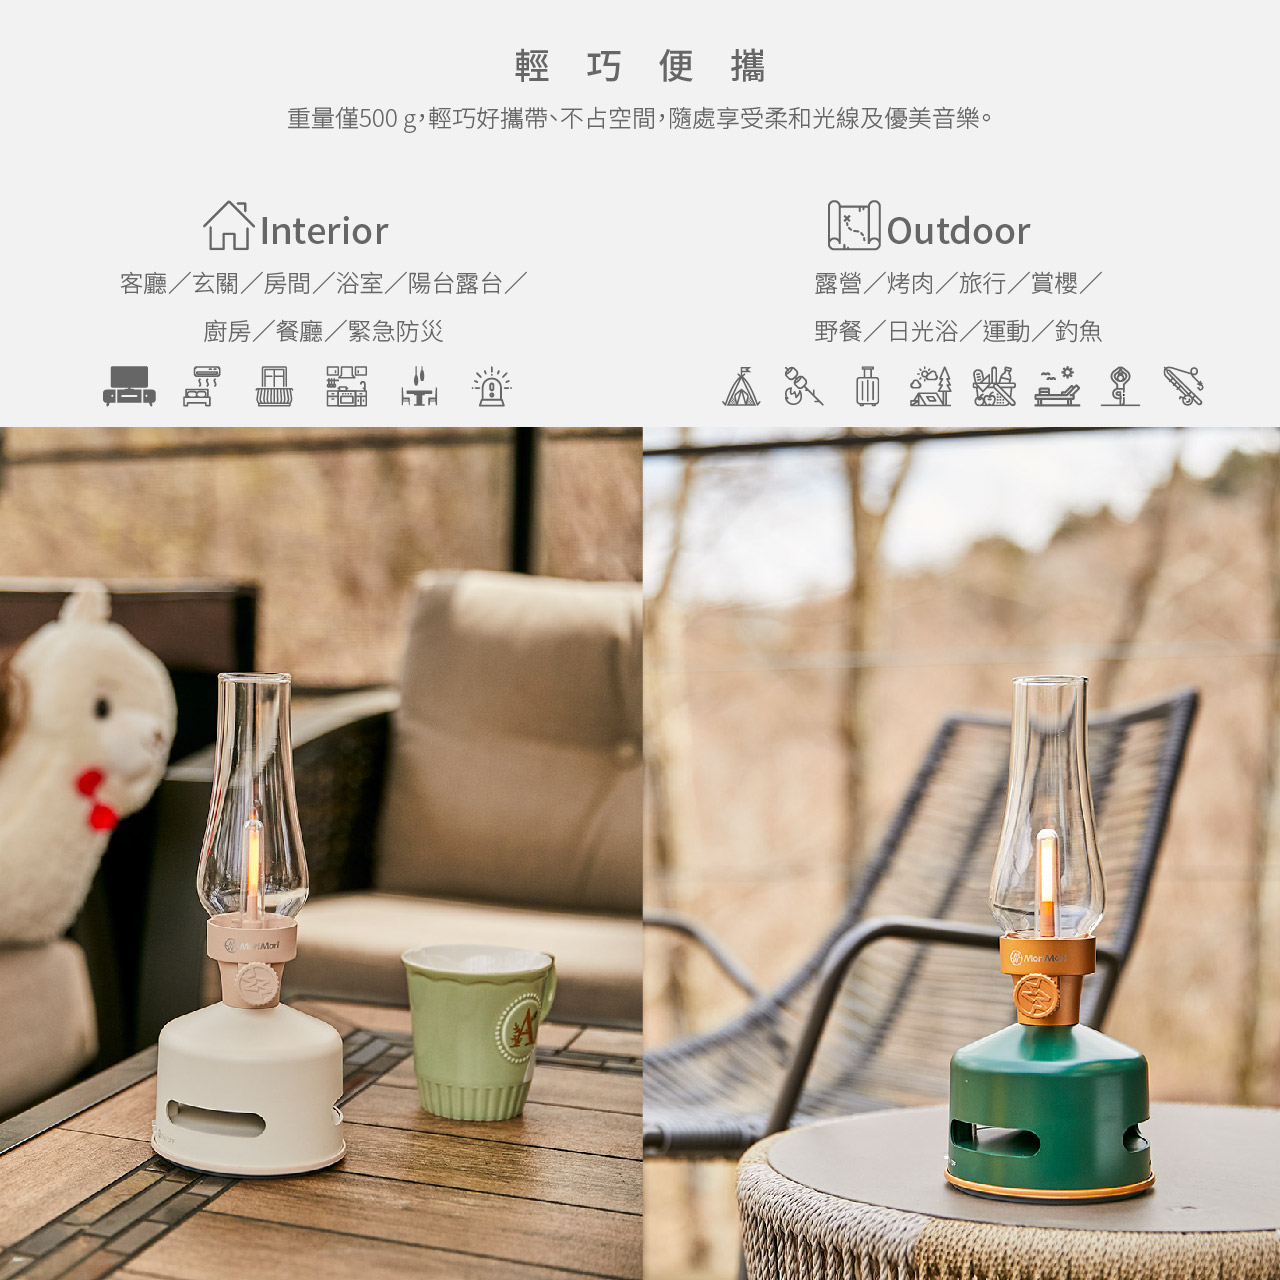 輕巧便攜
重量僅500 g，輕巧好攜帶、不占空間，隨處享受柔和光線及優美音樂。
Interior
客廳／玄關／房間／浴室／陽台露台／
廚房／餐廳／緊急防災
Outdoor
露營／烤肉／旅行／賞櫻／
野餐／日光浴／運動／釣魚
MoriMori
A
MoriMori